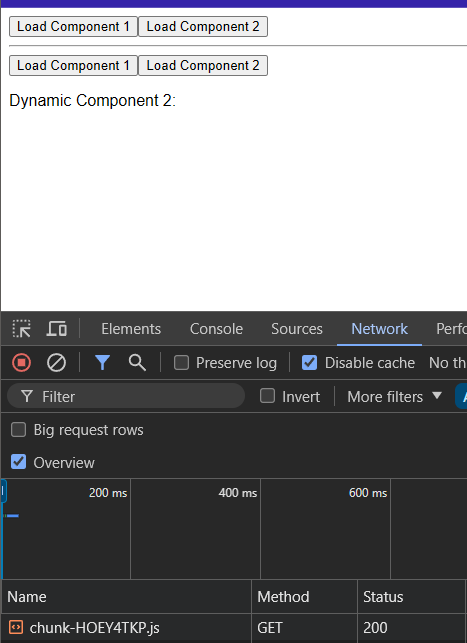 Load Component 1 Load Component 2
Load Component 1 Load Component 2
Dynamic Component 2:
Elements Console Sources Network Perfo
Preserve log Disable cache No th
Filter Invert More filters A
Big request rows
Overview
200 ms 400 ms 600 ms
Name Method Status
chunk-HOEY4TKP.js GET 200